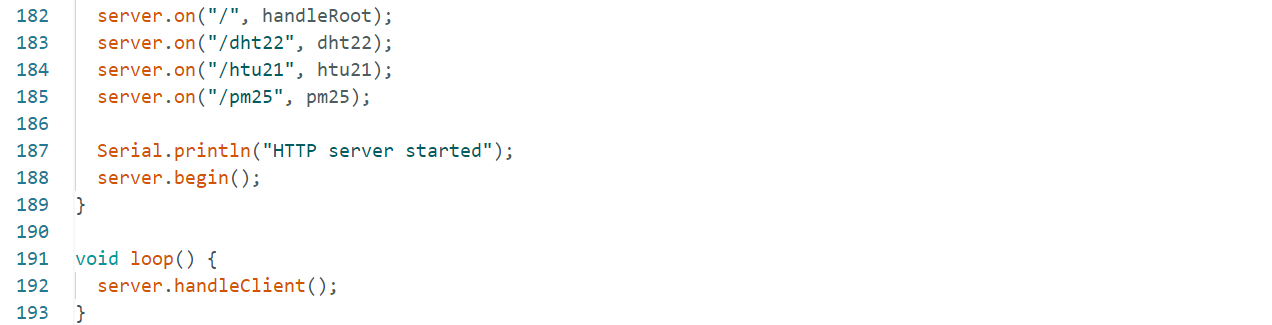 182 server.on("/", handleRoot);
183 server.on("/dht22", dht22);
184 server.on("/htu21", htu21);
185 server.on("/pm25", pm25);
186
187 Serial.println("HTTP server started");
188 server.begin();
189 }
190
191 void loop() {
192 server.handleClient();
193 }